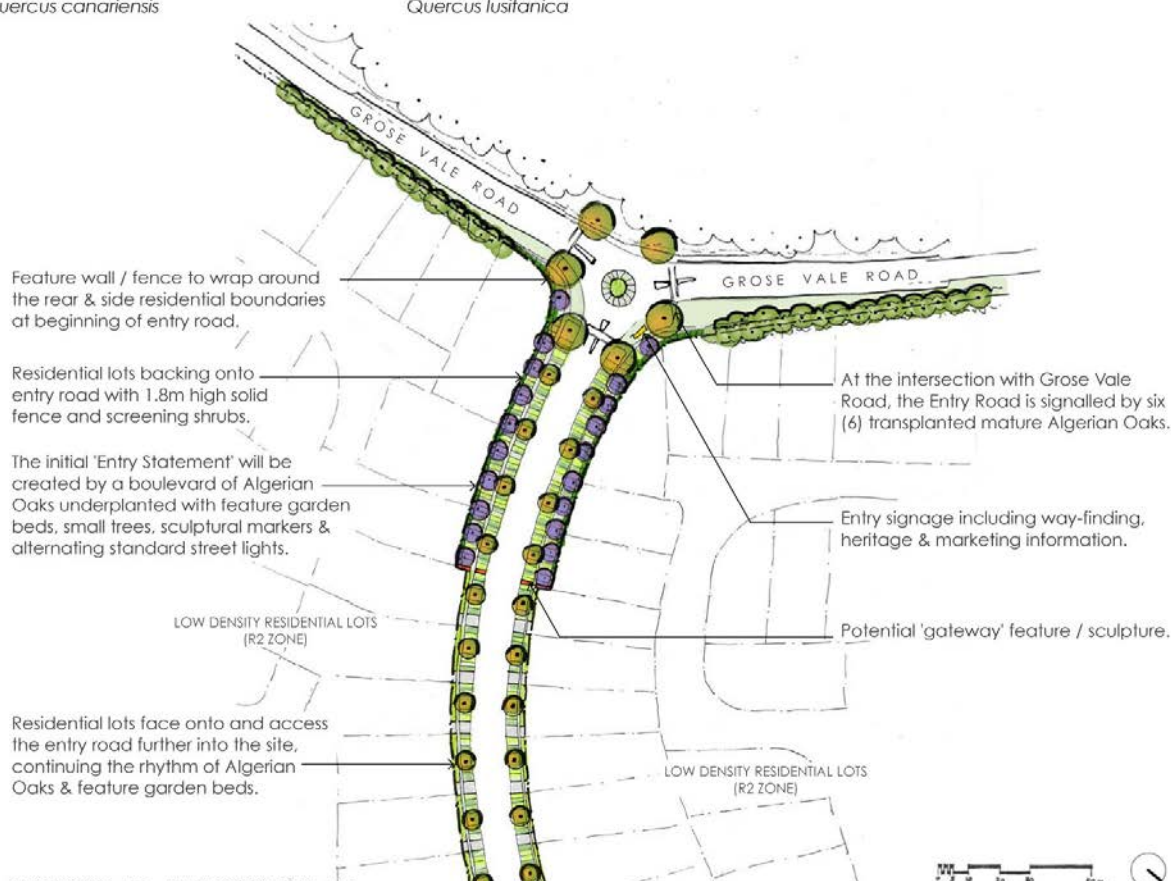 uercus canariensis
Quercus lusitanica
GROSE VALE ROAD
GROSE VALE ROAD
Feature wall / fence to wrap around
the rear & side residential boundaries
at beginning of entry road.
Residential lots backing onto
entry road with 1.8m high solid
fence and screening shrubs.
The initial 'Entry Statement' will be
created by a boulevard of Algerian
Oaks underplanted with feature garden
beds, small trees, sculptural markers &
alternating standard street lights.
LOW DENSITY RESIDENTIAL LOTS
(R2 ZONE)
Residential lots face onto and access
the entry road further into the site,
continuing the rhythm of Algerian
Oaks & feature garden beds.
At the intersection with Grose Vale
Road, the Entry Road is signalled by six
(6) transplanted mature Algerian Oaks.
Entry signage including way-finding,
heritage & marketing information.
Potential 'gateway' feature / sculpture.
LOW DENSITY RESIDENTIAL LOTS
(R2 ZONE)